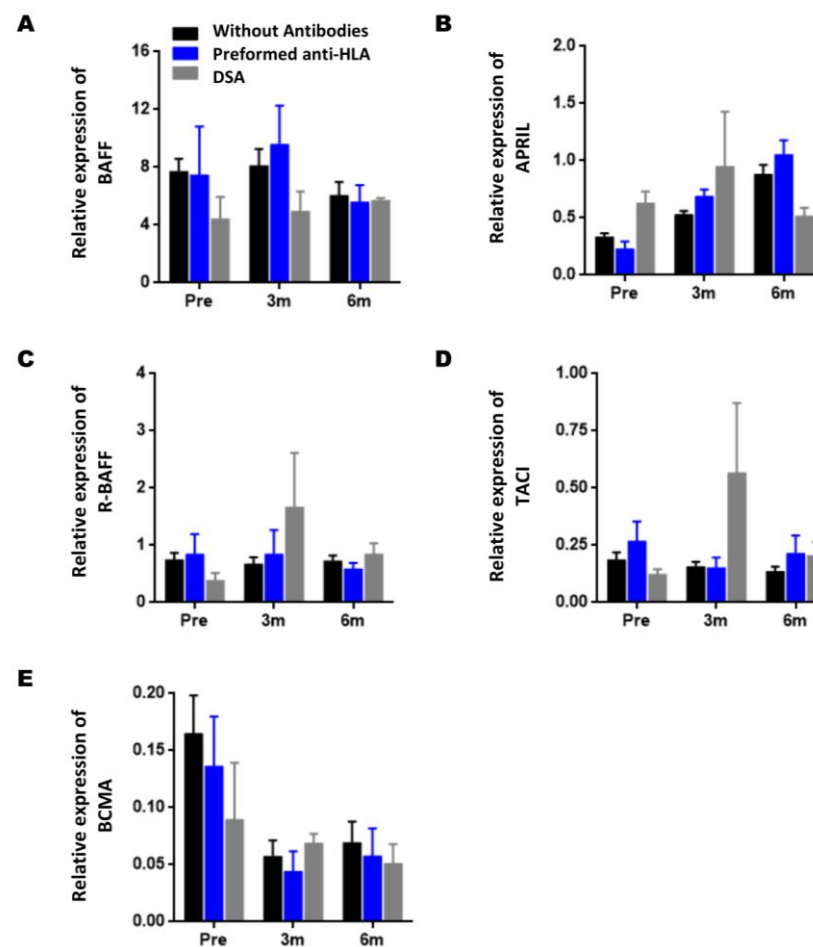 A
Without Antibodies
Preformed anti-HLA
DSA
Relative expression of
BAFF
16
12
8
4
0
Pre 3m 6m
B
Relative expression of
APRIL
2.0
1.5
1.0
0.5
0.0
Pre 3m 6m
C
Relative expression of
R-BAFF
4
3
2
1
0
Pre 3m 6m
D
Relative expression of
TACI
1.00
0.75
0.50
0.25
0.00
Pre 3m 6m
E
Relative expression of
BCMA
0.20
0.15
0.10
0.05
0.00
Pre 3m 6m